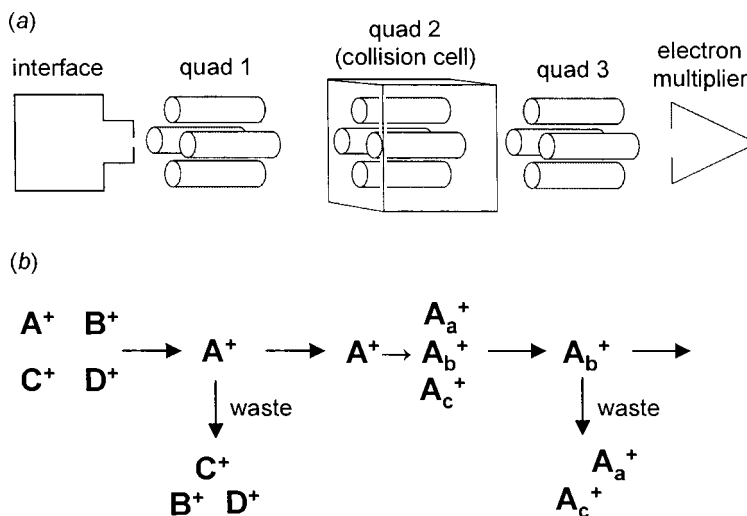 (a)
interface
quad 1
quad 2
(collision cell)
quad 3
electron
multiplier
(b)
A+ B+
C+ D+
A+
waste
C+
B+ D+
A+ → Aa+
Ab+
Ac+
Ab+
waste
Aa+
Ac+